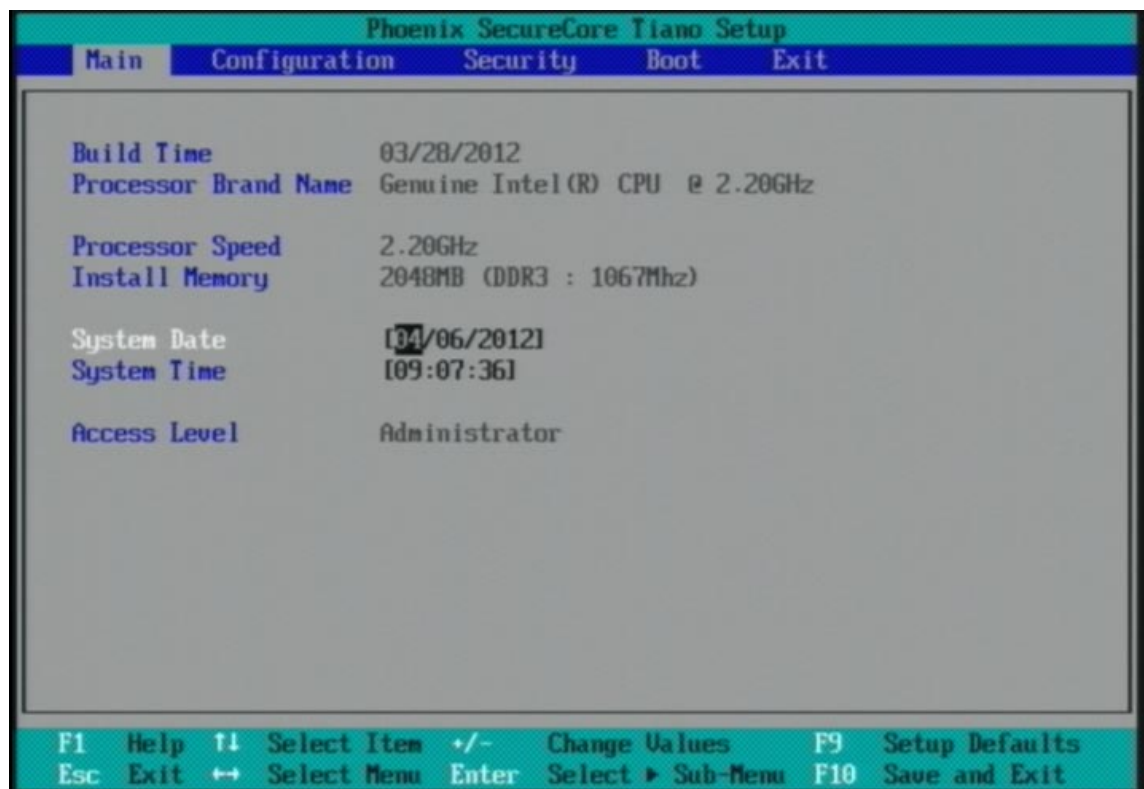 Phoenix SecureCore Tiano Setup
Main Configuration Security Boot Exit
Build Time 03/28/2012
Processor Brand Name Genuine Intel(R) CPU @ 2.20GHz
Processor Speed 2.20GHz
Install Memory 2048MB (DDR3 : 1067Mhz)
System Date [04/06/2012]
System Time [09:07:36]
Access Level Administrator
F1 Help ↑↓ Select Item +/- Change Values F9 Setup Defaults
Esc Exit ↔ Select Menu Enter Select ▶ Sub-Menu F10 Save and Exit